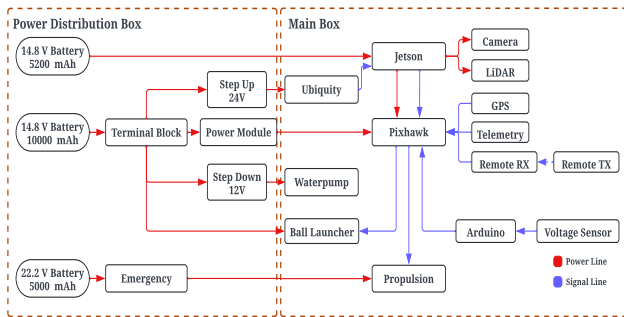 Power Distribution Box
Main Box
14.8 V Battery
5200 mAh
Jetson
Camera
LiDAR
Step Up
24V
Ubiquity
GPS
14.8 V Battery
10000 mAh
Terminal Block
Power Module
Pixhawk
Telemetry
Remote RX
Remote TX
Step Down
12V
Waterpump
Ball Launcher
Arduino
Voltage Sensor
22.2 V Battery
5000 mAh
Emergency
Propulsion
Power Line
Signal Line